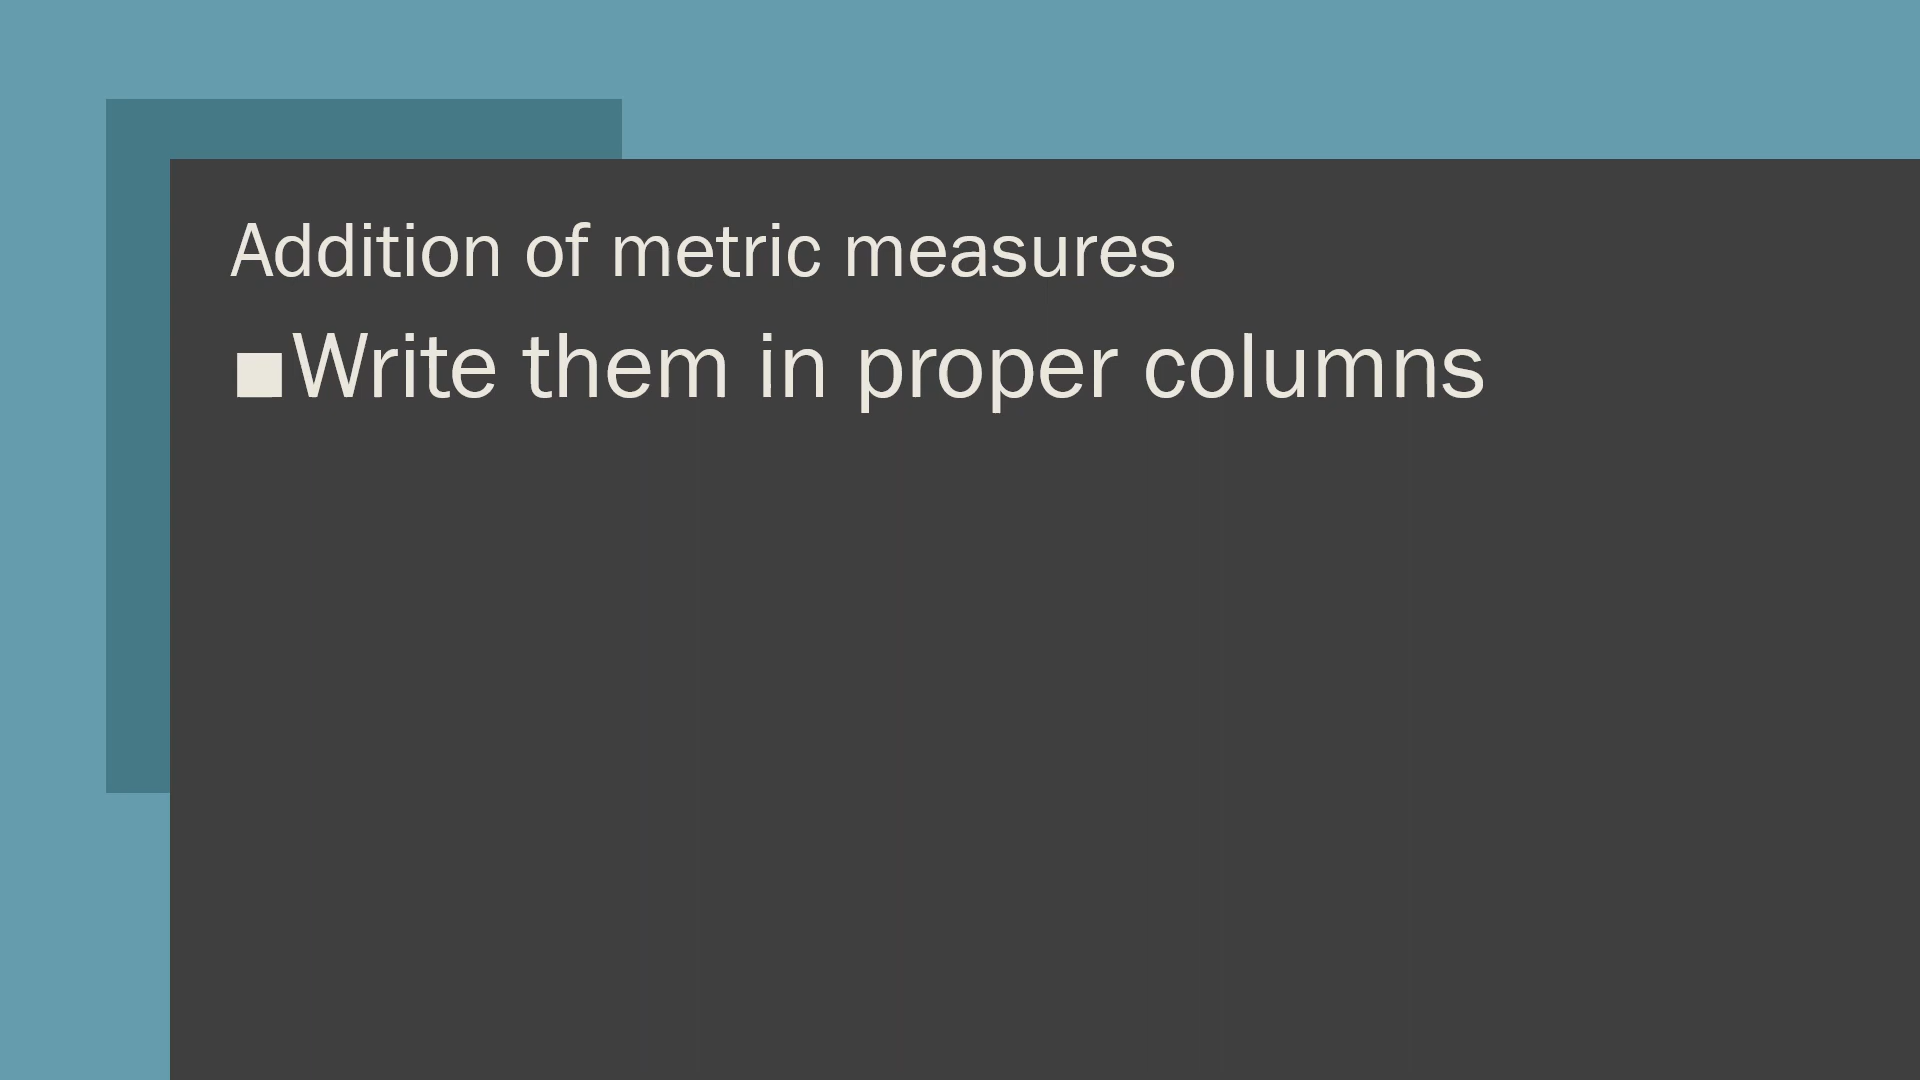 Addition of metric measures
■Write them in proper columns